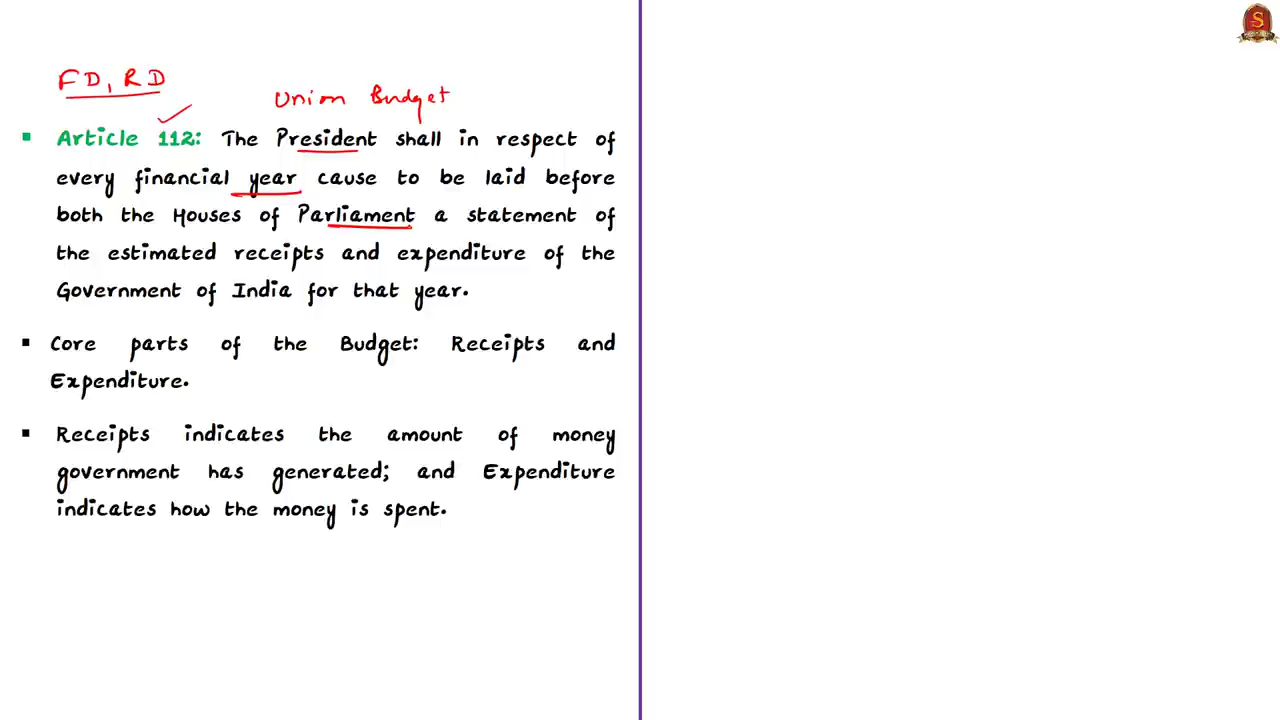 FD, RD
Union Budget
▪ Article 112: The President shall in respect of
every financial year cause to be laid before
both the Houses of Parliament a statement of
the estimated receipts and expenditure of the
Government of India for that year.
▪ Core parts of the Budget: Receipts and
Expenditure.
▪ Receipts indicates the amount of money
government has generated; and Expenditure
indicates how the money is spent.
S